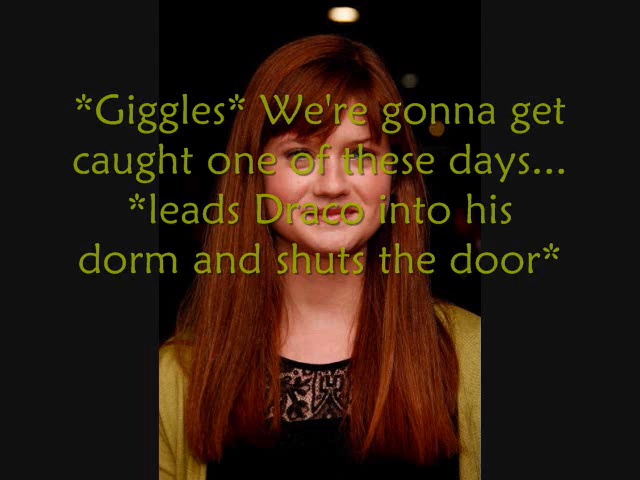 *Giggles* We're gonna get
caught one of these days...
*leads Draco into his
dorm and shuts the door*